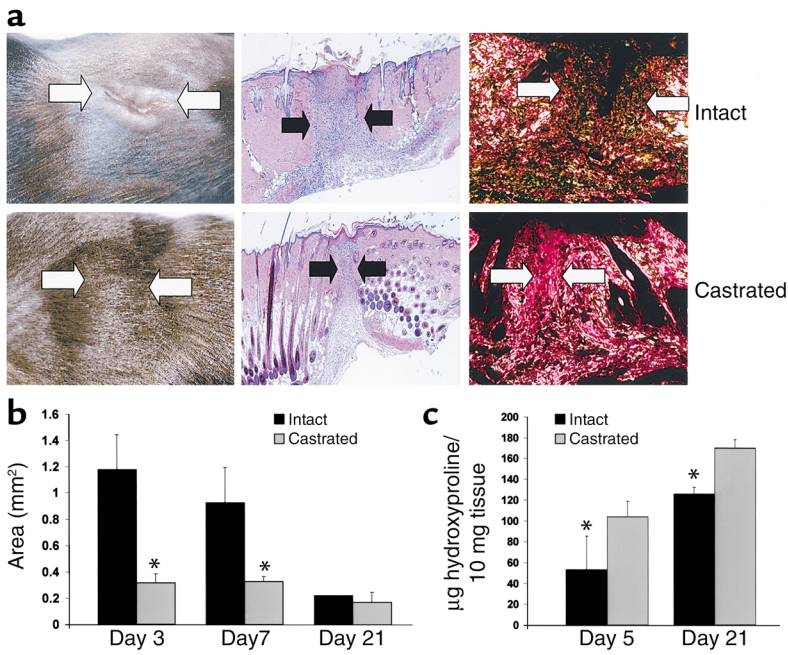 a
Intact
Castrated
b
Area (mm²)
1.6
1.4
1.2
1
0.8
0.6
0.4
0.2
0
Intact
Castrated
*
*
Day 3
Day7
Day 21
c
µg hydroxyproline/
10 mg tissue
200
180
160
140
120
100
80
60
40
20
0
Intact
Castrated
*
*
Day 5
Day 21